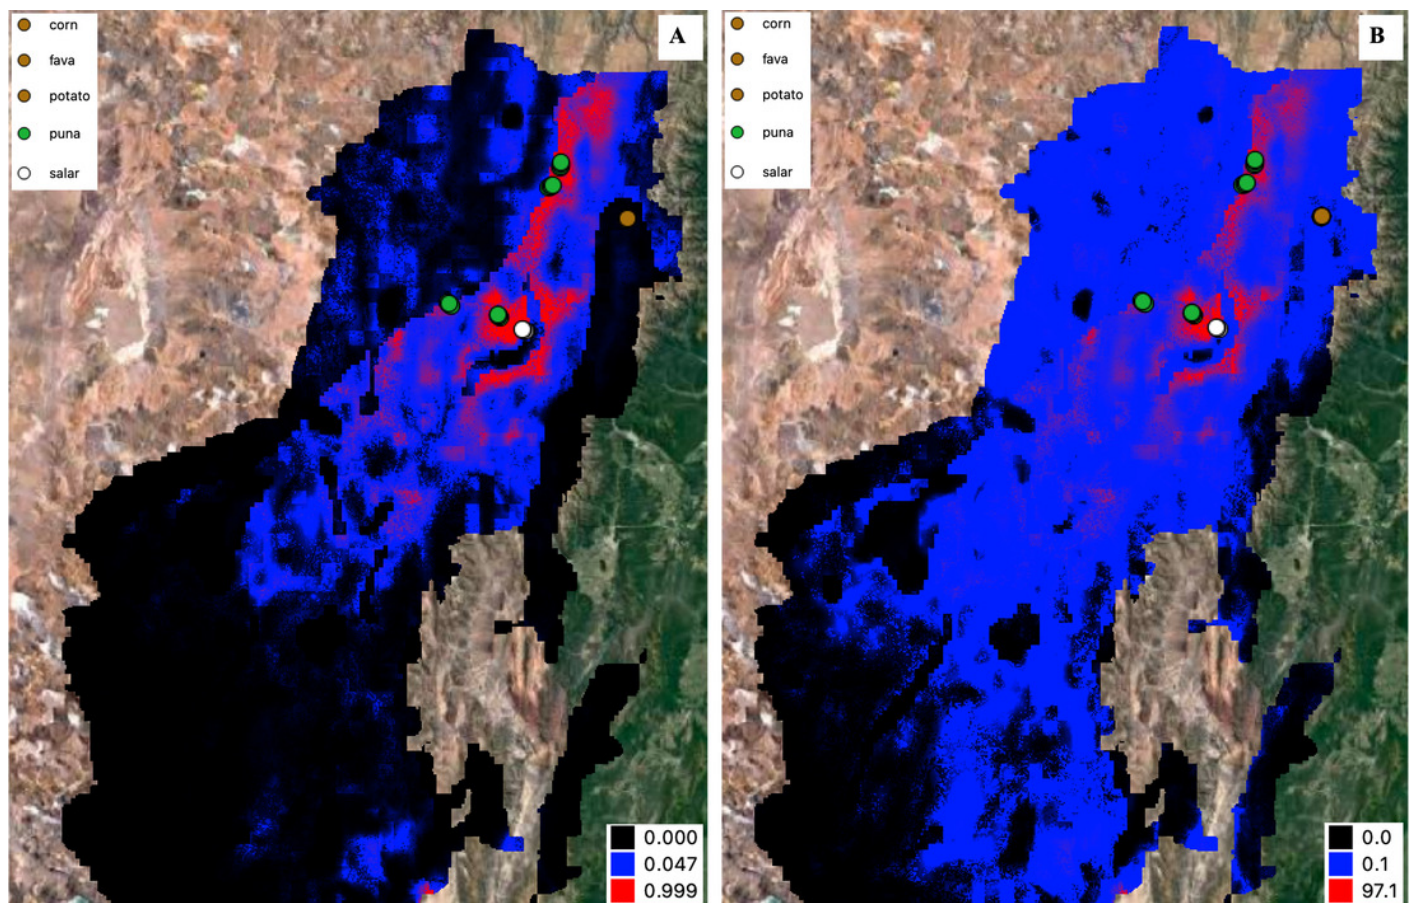 corn
fava
potato
puna
salar
A
0.000
0.047
0.999
corn
fava
potato
puna
salar
B
0.0
0.1
97.1